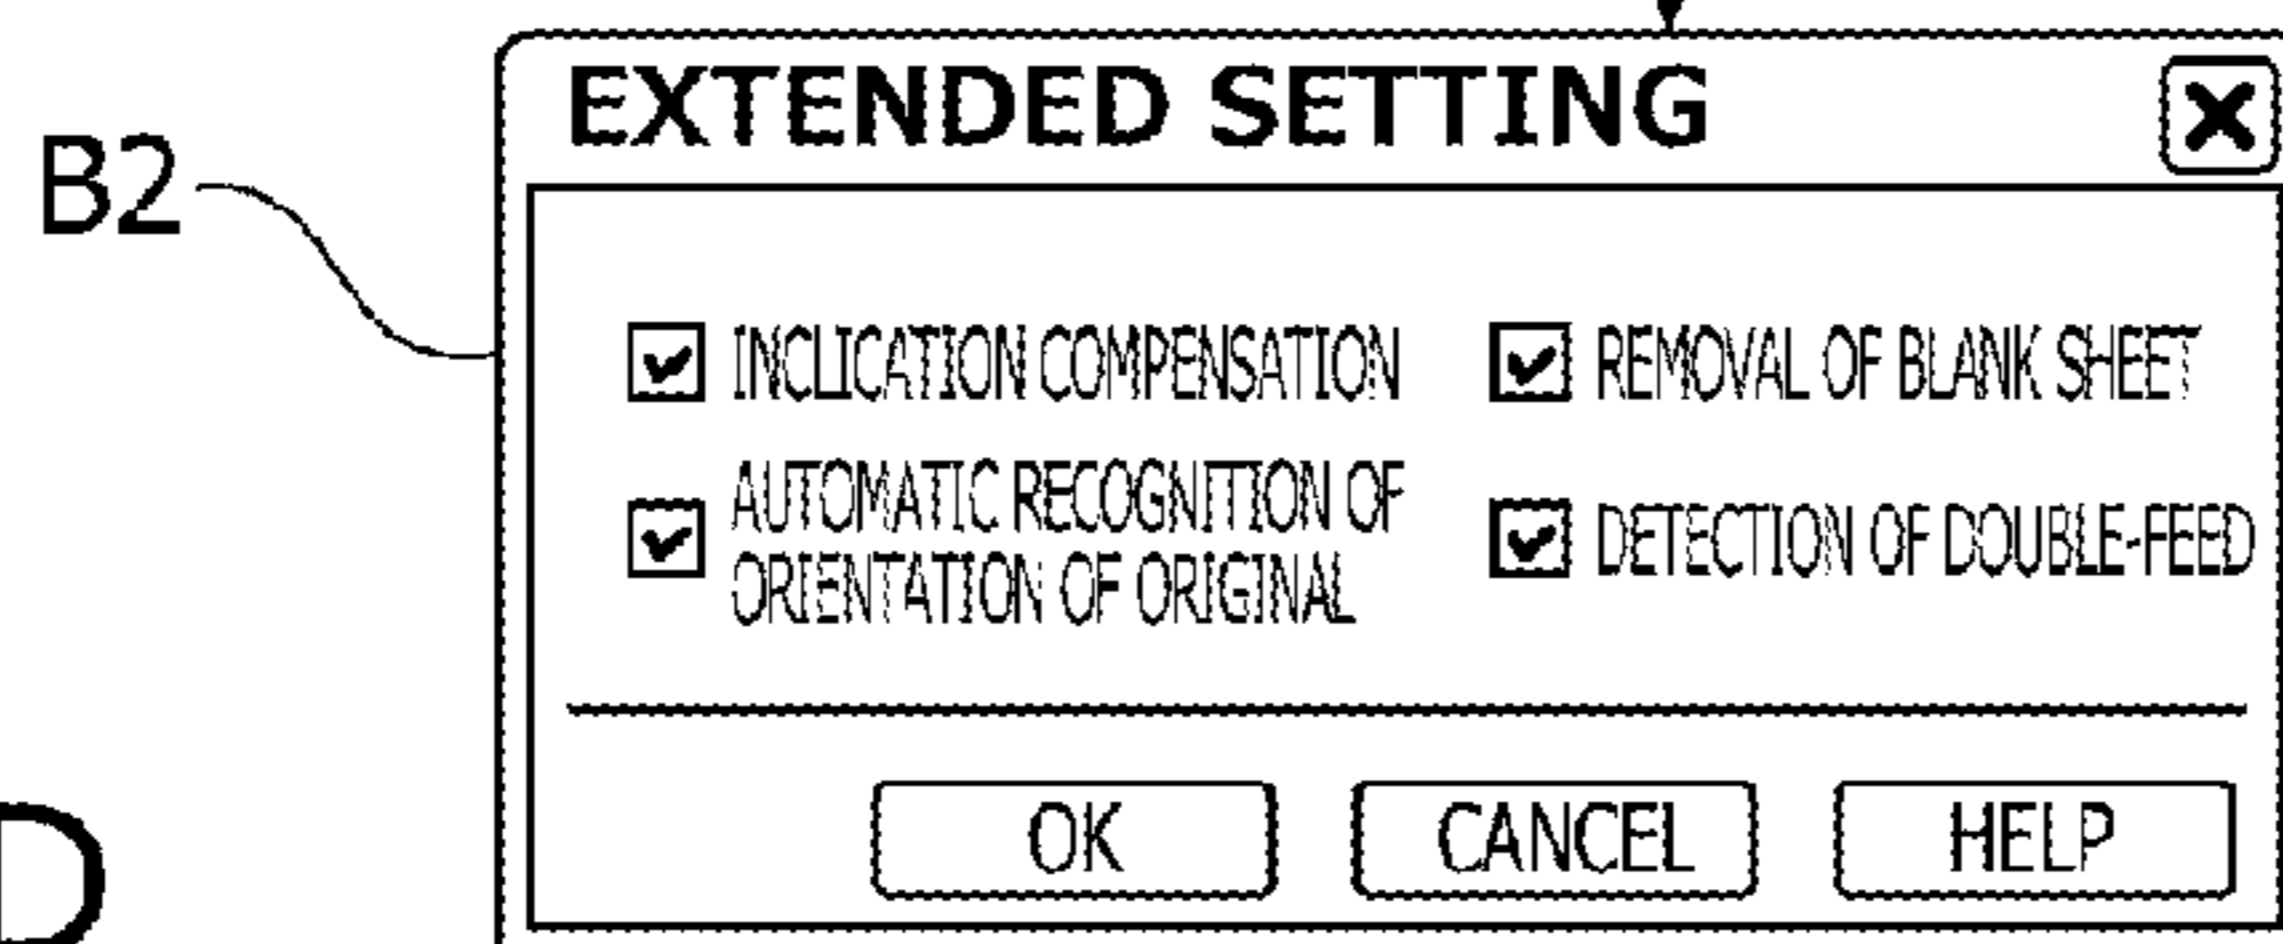 EXTENDED SETTING
B2
INCLICATION COMPENSATION
REMOVAL OF BLANK SHEET
AUTOMATIC RECOGNITION OF
ORIENTATION OF ORIGINAL
DETECTION OF DOUBLE-FEED
OK
CANCEL
HELP